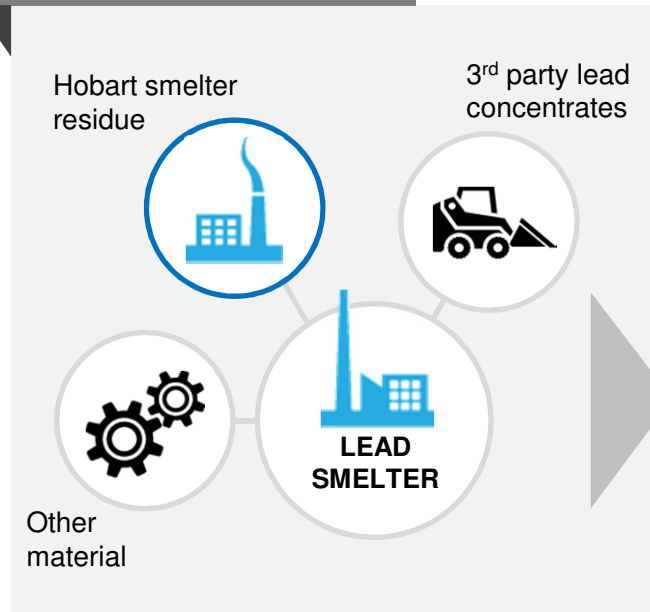 Hobart smelter
residue
3rd party lead
concentrates
LEAD
SMELTER
Other
material